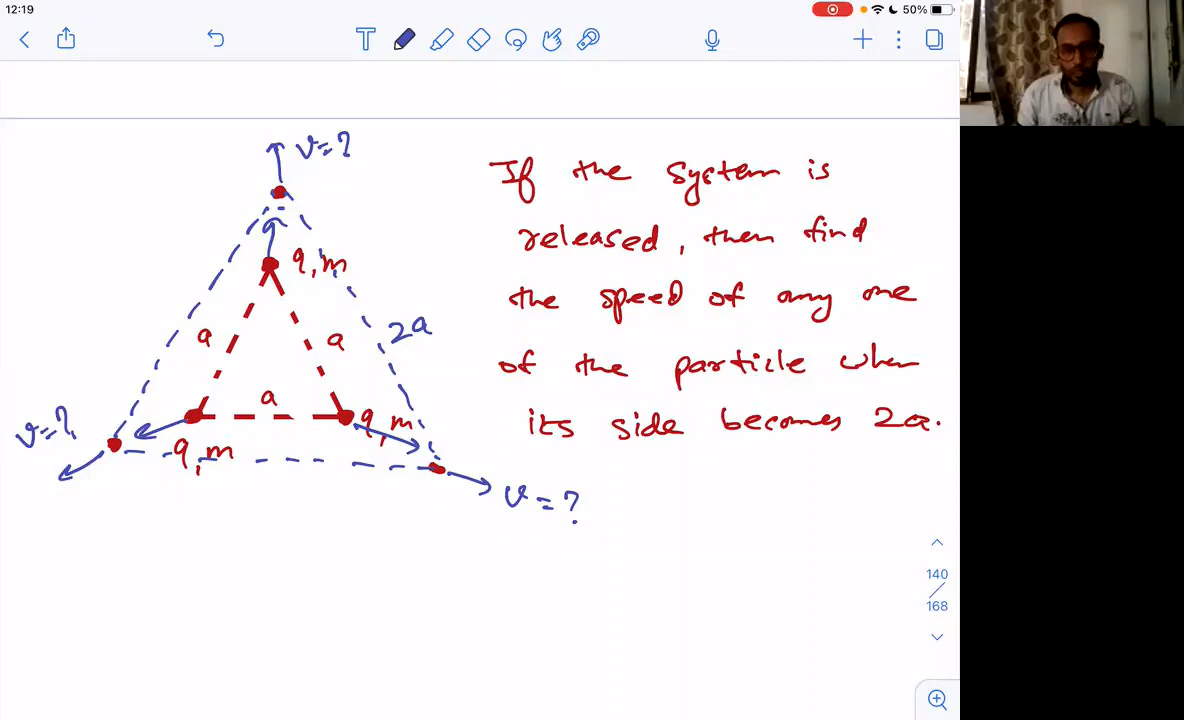 12:19
50%
T
v=?
If the system is
released, then find
q,m
the speed of any one
2a
a
a
of the particle when
a
its side becomes 2a.
q,m
v=?
q,m
v=?
140
168